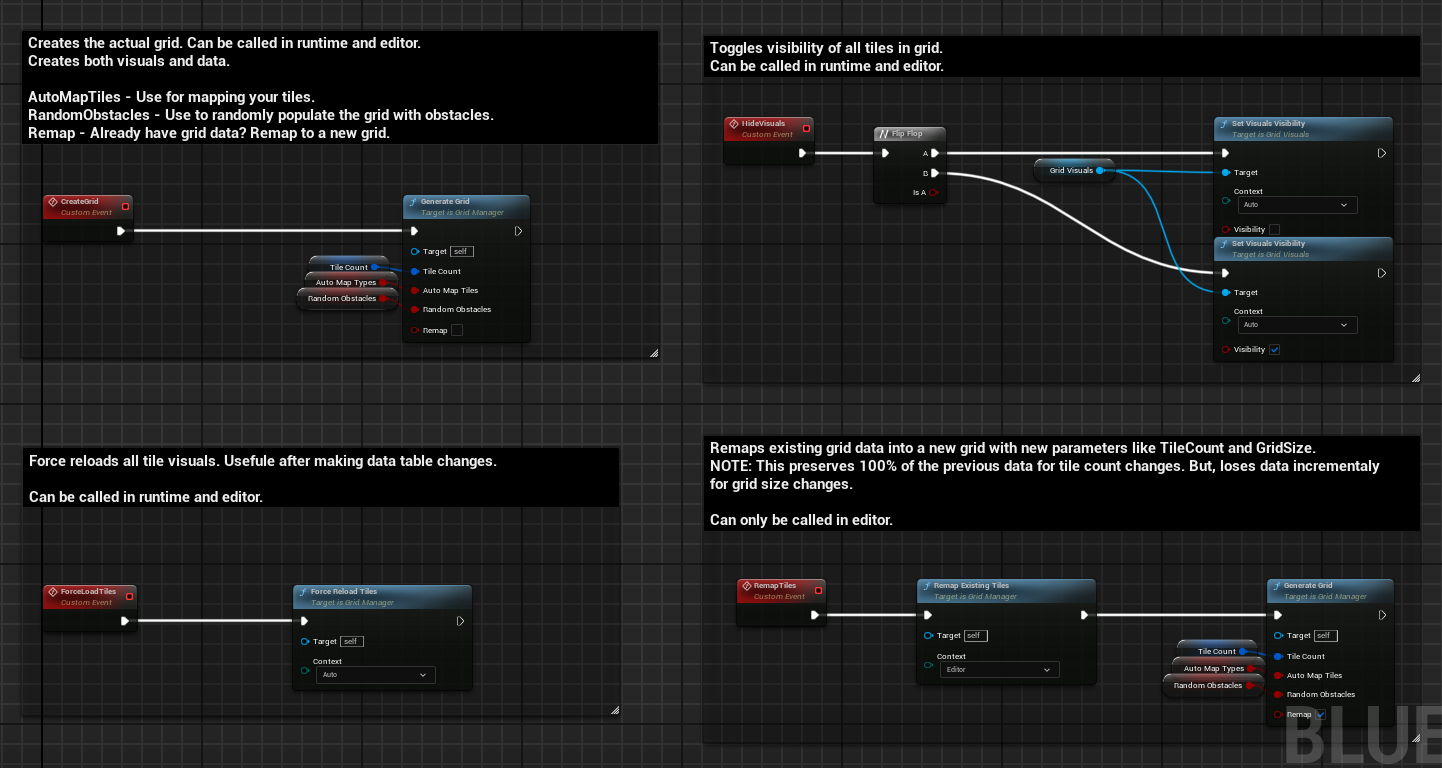 Creates the actual grid. Can be called in runtime and editor.
Creates both visuals and data.
AutoMapTiles - Use for mapping your tiles.
RandomObstacles - Use to randomly populate the grid with obstacles.
Remap - Already have grid data? Remap to a new grid.
CreateGrid
Custom Event
Generate Grid
Target is Grid Manager
Target self
Tile Count
Auto Map Types
Random Obstacles
Tile Count
Auto Map Tiles
Random Obstacles
Remap
Toggles visibility of all tiles in grid.
Can be called in runtime and editor.
HideVisuals
Custom Event
Flip Flop
A
B
Is A
Grid Visuals
Set Visuals Visibility
Target is Grid Visuals
Target
Context
Auto
Visibility
Set Visuals Visibility
Target is Grid Visuals
Target
Context
Auto
Visibility
Force reloads all tile visuals. Usefule after making data table changes.
Can be called in runtime and editor.
ForceLoadTiles
Custom Event
Force Reload Tiles
Target is Grid Manager
Target self
Context
Auto
Remaps existing grid data into a new grid with new parameters like TileCount and GridSize.
NOTE: This preserves 100% of the previous data for tile count changes. But, loses data incrementaly
for grid size changes.
Can only be called in editor.
RemapTiles
Custom Event
Remap Existing Tiles
Target is Grid Manager
Target self
Context
Editor
Generate Grid
Target is Grid Manager
Target self
Tile Count
Auto Map Types
Random Obstacles
Tile Count
Auto Map Tiles
Random Obstacles
Remap
BLUE